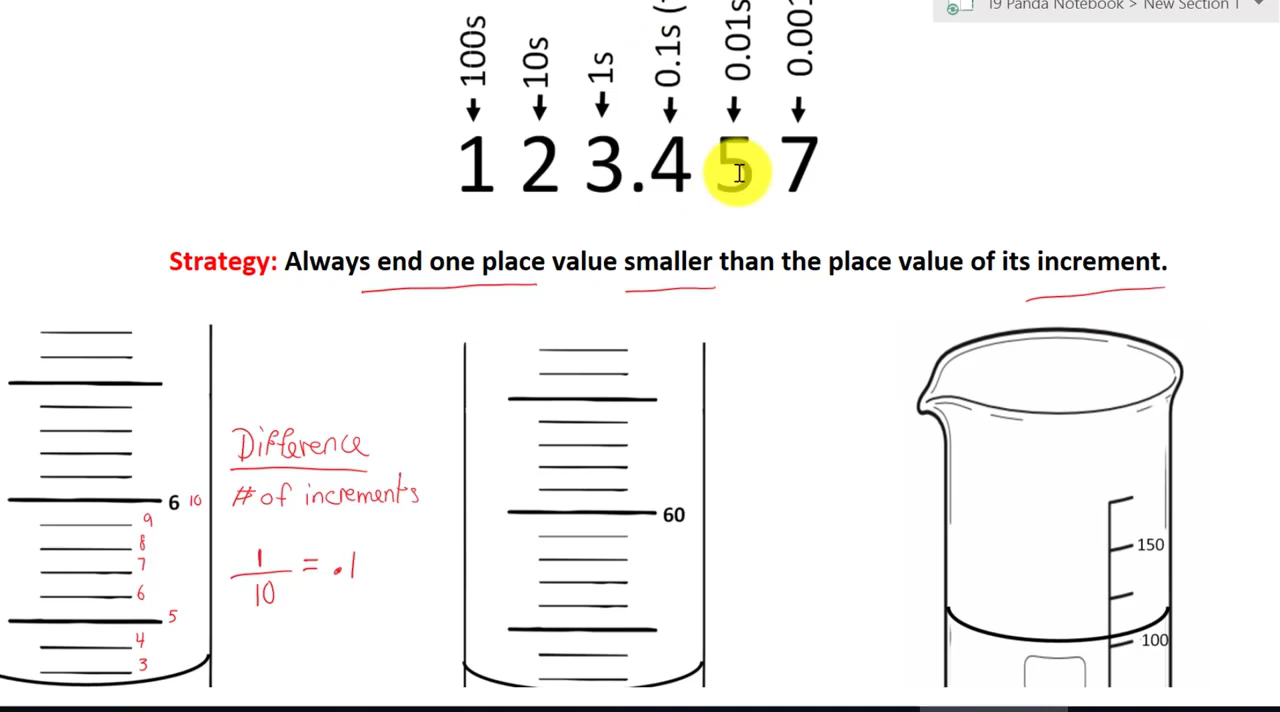 19 Panda Notebook > New Section 1
100s
10s
1s
0.1s
0.01s
0.001
1 2 3.4 5 7
Strategy: Always end one place value smaller than the place value of its increment.
Difference
# of increments
1
10
= .1
6 10
9
8
7
6
5
4
3
60
150
100